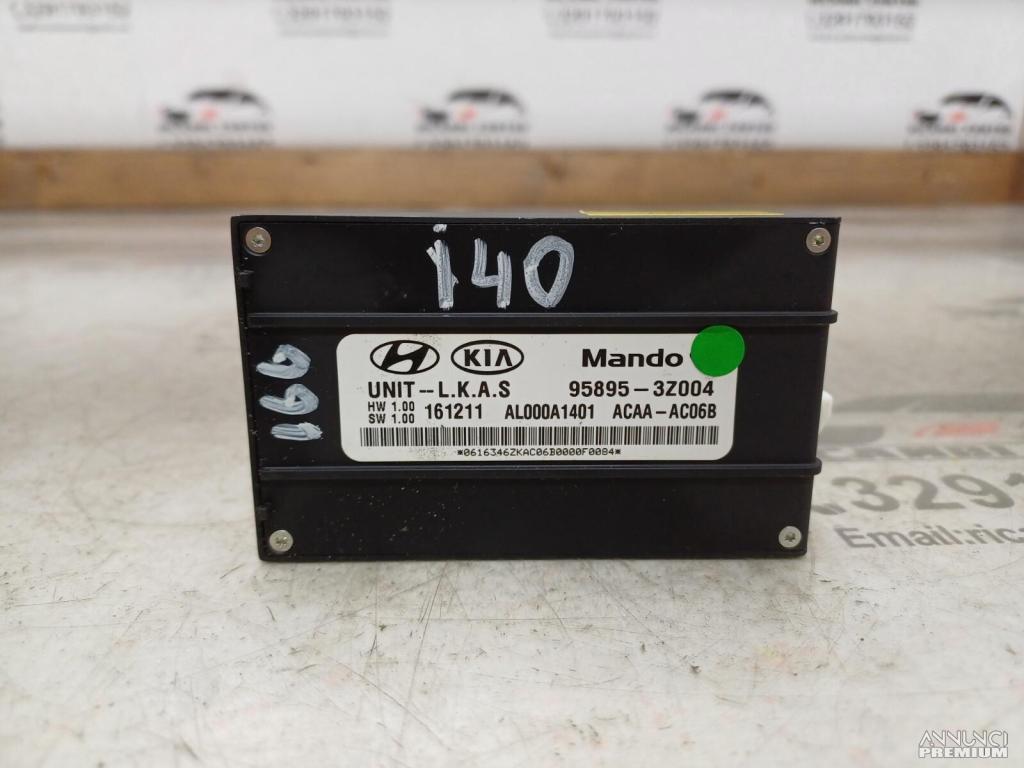 i40
KIA
Mando
UNIT--L.K.A.S 95895-3Z004
HW 1.00
SW 1.00
161211 AL000A1401 ACAA-AC06B
*0616346ZKAC06B0000F0084*
329
Email:ric
ANNUNCI
PREMIUM